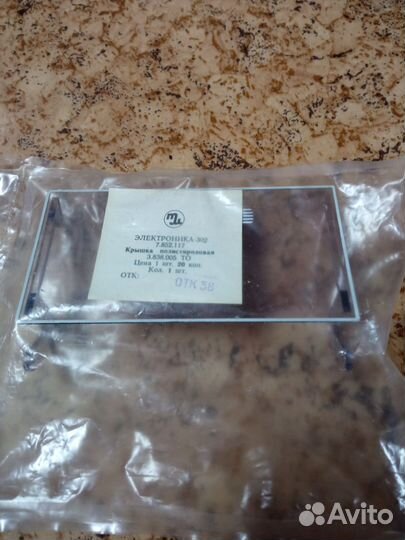 ЭЛЕКТРОНИКА-302
7.802.112
Крышка полистироловая
3.838.005 ТО
Цена 1 шт. 20 коп.
Кол. 1 шт.
ОТК:
ОТК 38
Avito